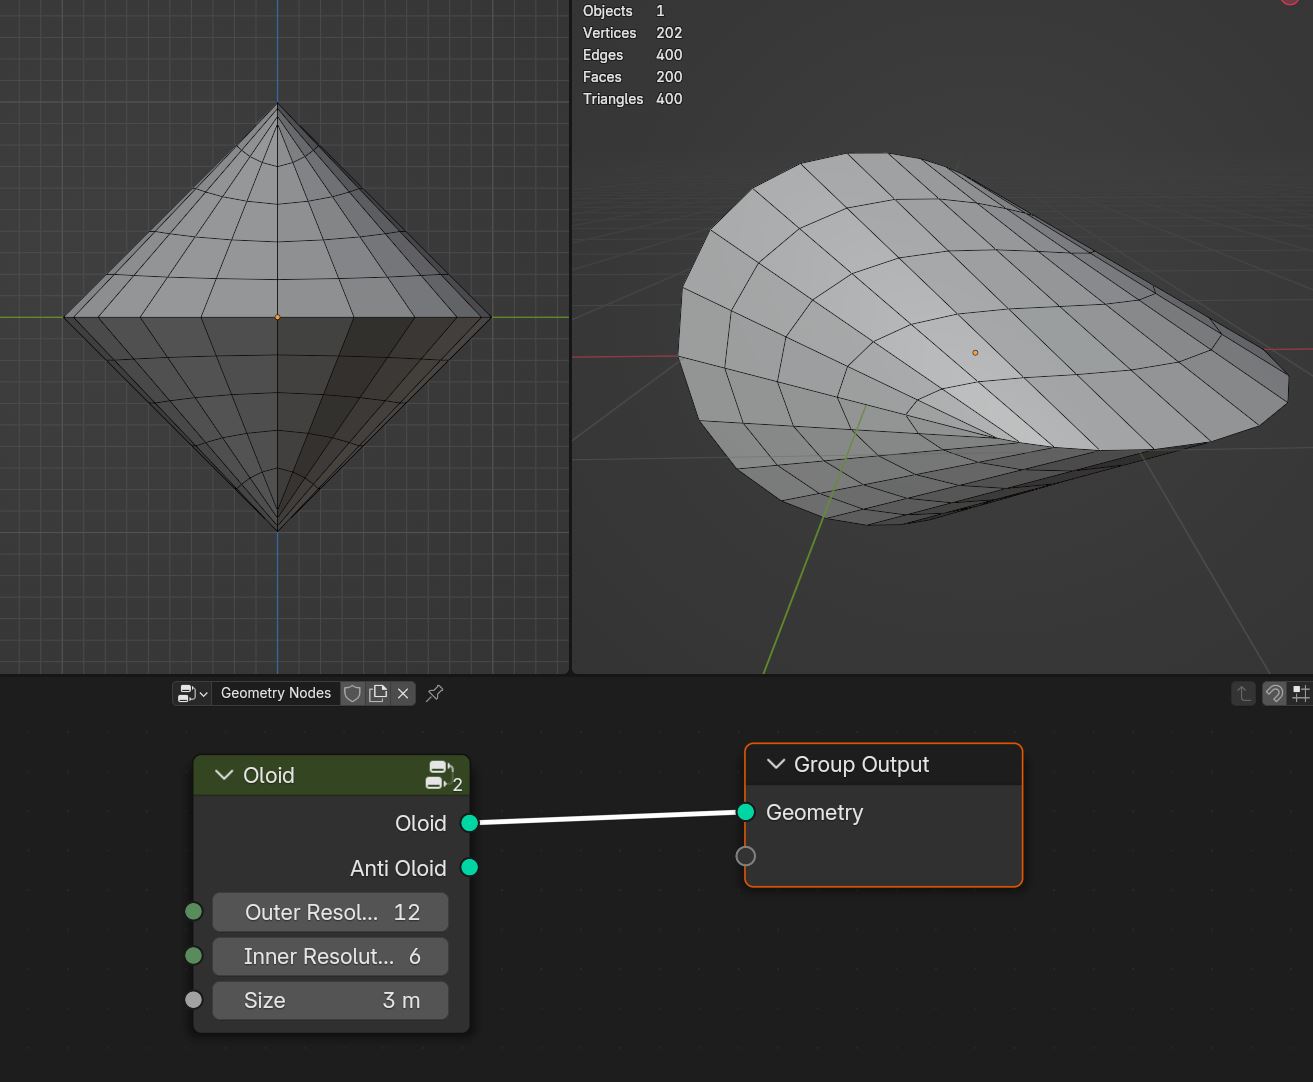 Objects 1
Vertices 202
Edges 400
Faces 200
Triangles 400
Geometry Nodes
Oloid
2
Oloid
Anti Oloid
Outer Resol... 12
Inner Resolut... 6
Size 3 m
Group Output
Geometry